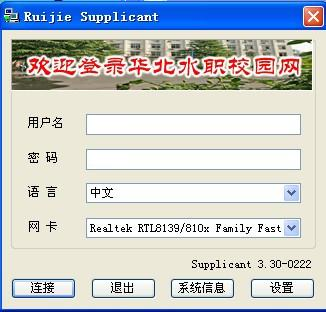 Ruijie Supplicant
欢迎登录华北水职校园网
用户名
密 码
语 言 中文
网 卡 Realtek RTL8139/810x Family Fast
Supplicant 3.30-0222
连接 退出 系统信息 设置